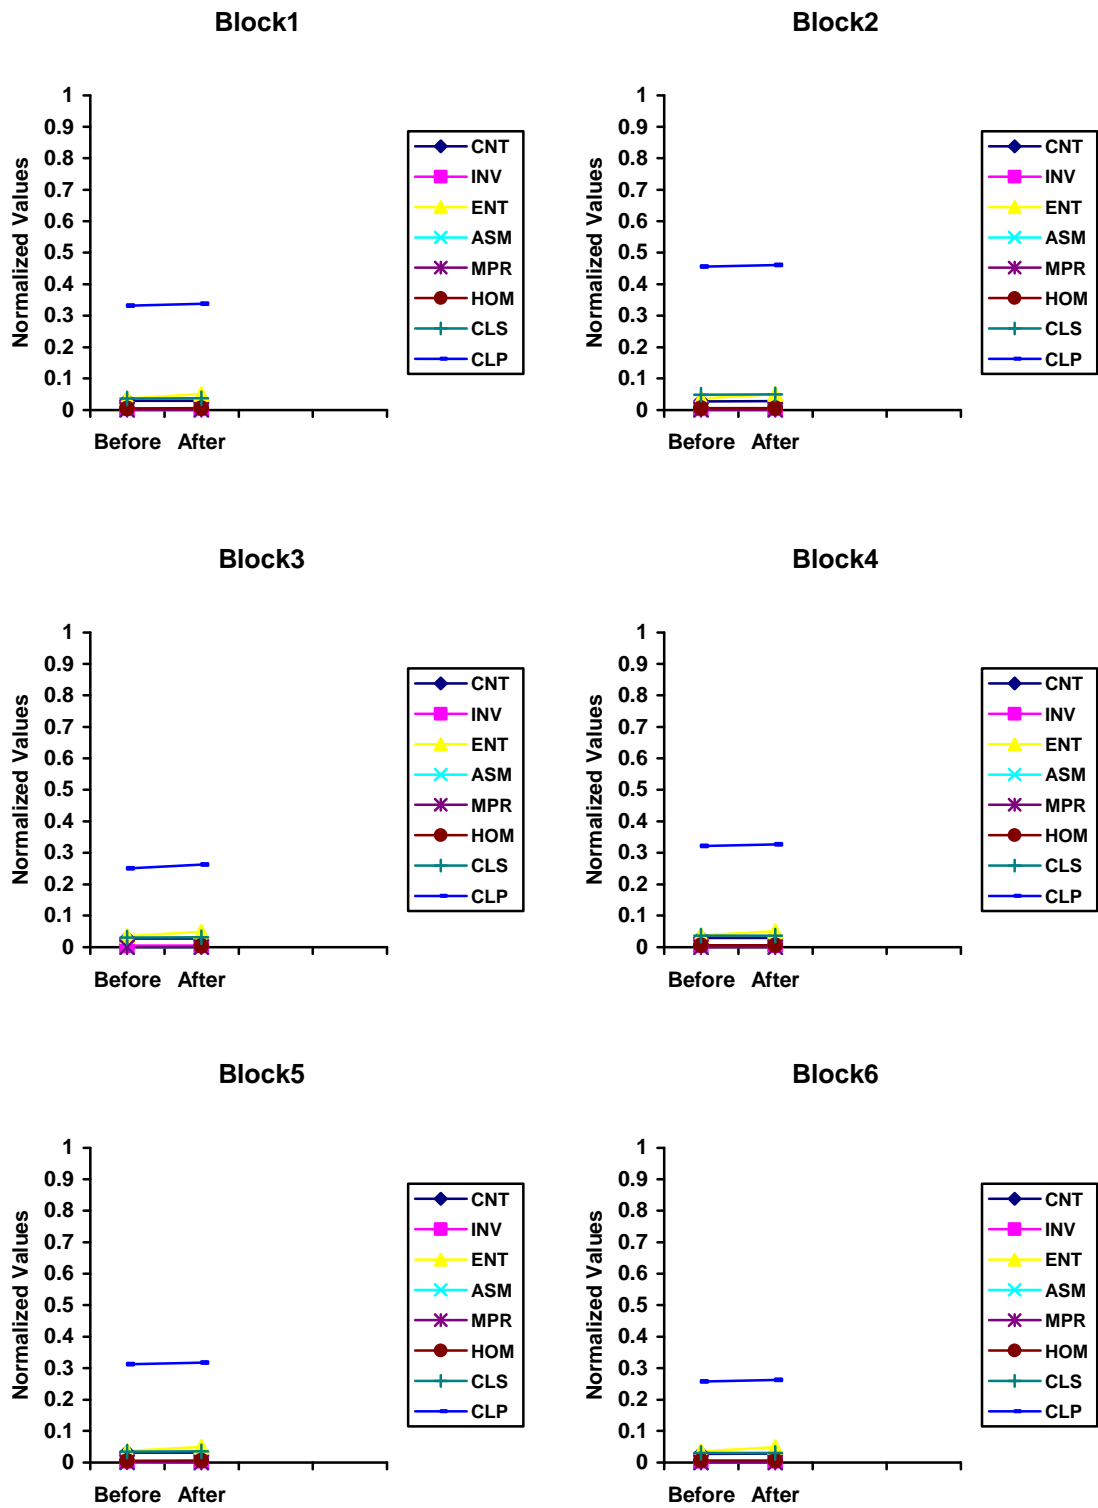 Block1
1
0.9
0.8
0.7
0.6
0.5
0.4
0.3
0.2
0.1
0
Normalized Values
Before After
CNT
INV
ENT
ASM
MPR
HOM
CLS
CLP
Block2
1
0.9
0.8
0.7
0.6
0.5
0.4
0.3
0.2
0.1
0
Normalized Values
Before After
CNT
INV
ENT
ASM
MPR
HOM
CLS
CLP
Block3
1
0.9
0.8
0.7
0.6
0.5
0.4
0.3
0.2
0.1
0
Normalized Values
Before After
CNT
INV
ENT
ASM
MPR
HOM
CLS
CLP
Block4
1
0.9
0.8
0.7
0.6
0.5
0.4
0.3
0.2
0.1
0
Normalized Values
Before After
CNT
INV
ENT
ASM
MPR
HOM
CLS
CLP
Block5
1
0.9
0.8
0.7
0.6
0.5
0.4
0.3
0.2
0.1
0
Normalized Values
Before After
CNT
INV
ENT
ASM
MPR
HOM
CLS
CLP
Block6
1
0.9
0.8
0.7
0.6
0.5
0.4
0.3
0.2
0.1
0
Normalized Values
Before After
CNT
INV
ENT
ASM
MPR
HOM
CLS
CLP